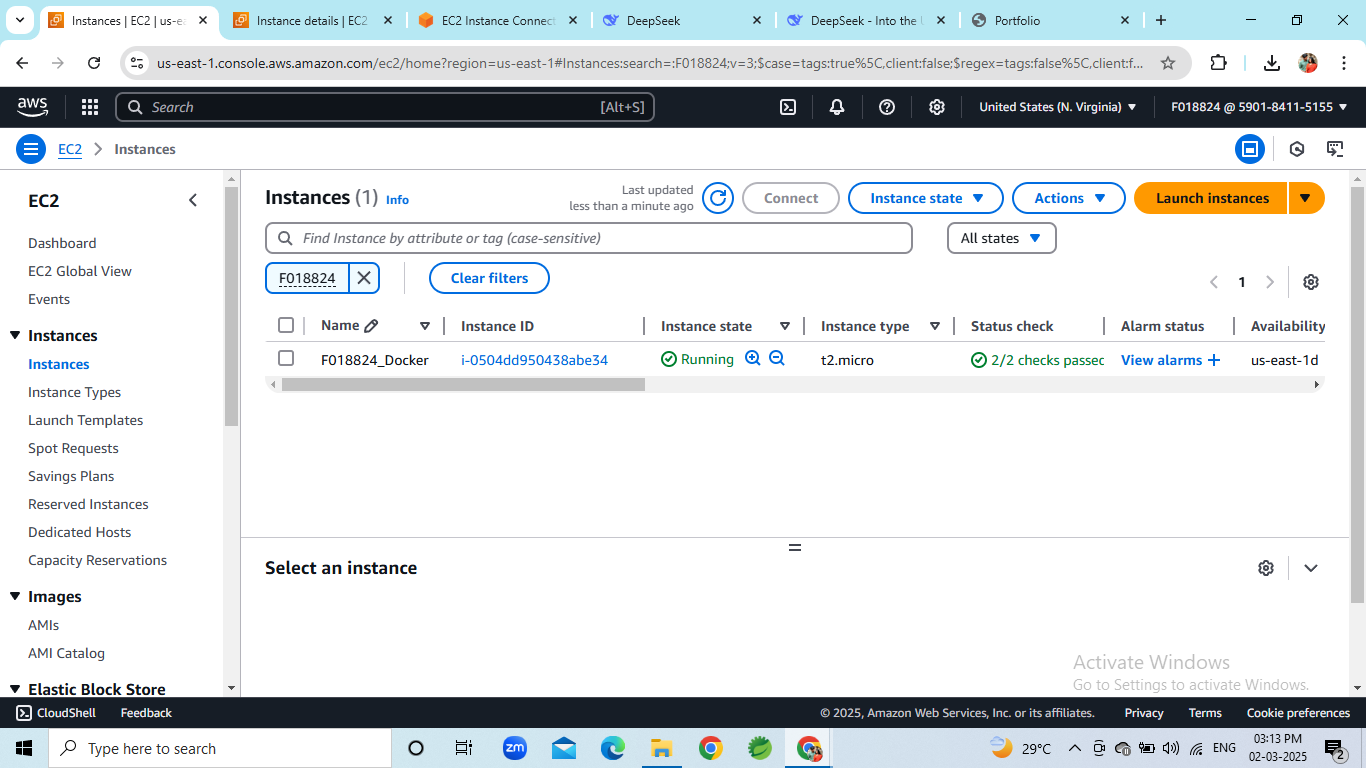 Instances | EC2 | us-ea
Instance details | EC2
EC2 Instance Connect
DeepSeek
DeepSeek - Into the U
Portfolio
us-east-1.console.aws.amazon.com/ec2/home?region=us-east-1#Instances:search=:F018824;v=3;$case=tags:true%5C,client:false;$regex=tags:false%5C,client:f...
aws
Search
[Alt+S]
United States (N. Virginia)
F018824 @ 5901-8411-5155
EC2
Instances
EC2
Dashboard
EC2 Global View
Events
Instances
Instances
Instance Types
Launch Templates
Spot Requests
Savings Plans
Reserved Instances
Dedicated Hosts
Capacity Reservations
Images
AMIs
AMI Catalog
Elastic Block Store
Instances (1) Info
Last updated
less than a minute ago
Connect
Instance state
Actions
Launch instances
Find Instance by attribute or tag (case-sensitive)
All states
F018824
Clear filters
1
Name Instance ID Instance state Instance type Status check Alarm status Availability
F018824_Docker i-0504dd950438abe34 Running t2.micro 2/2 checks passec View alarms + us-east-1d
Select an instance
Activate Windows
Go to Settings to activate Windows.
CloudShell
Feedback
© 2025, Amazon Web Services, Inc. or its affiliates.
Privacy
Terms
Cookie preferences
Type here to search
zm
29°C
ENG
03:13 PM
02-03-2025
2